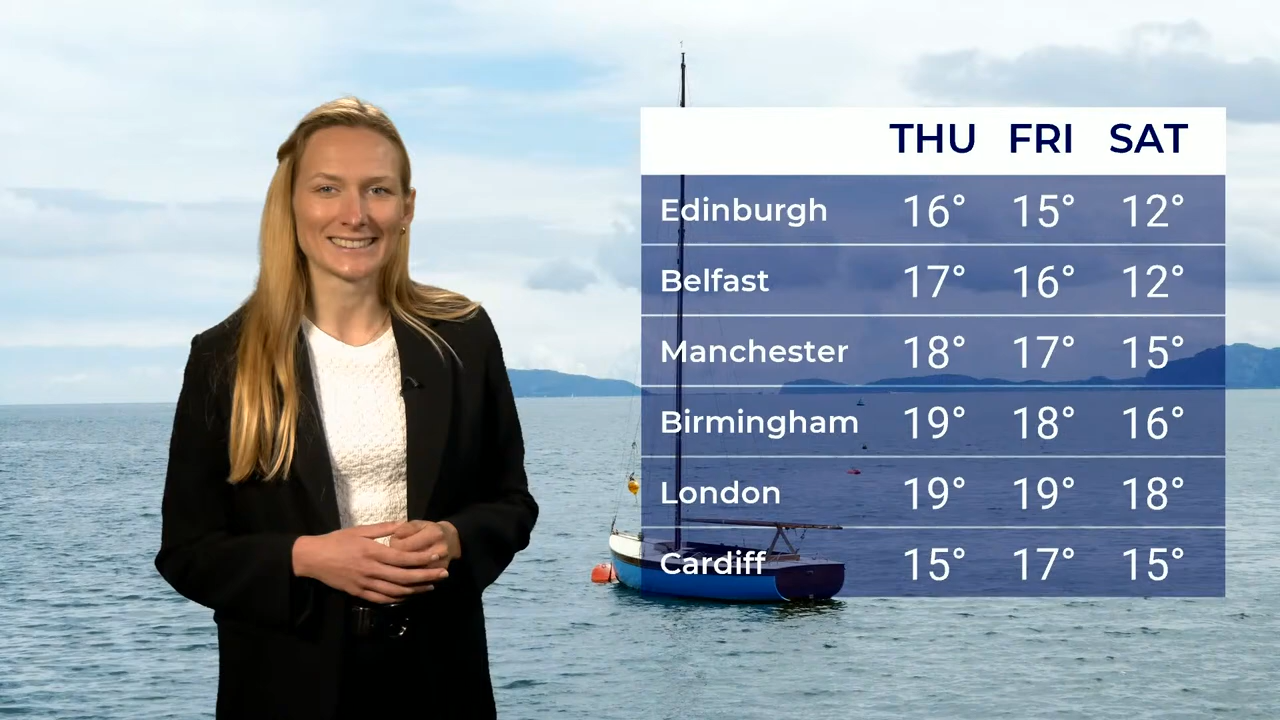 THU FRI SAT
Edinburgh 16° 15° 12°
Belfast 17° 16° 12°
Manchester 18° 17° 15°
Birmingham 19° 18° 16°
London 19° 19° 18°
Cardiff 15° 17° 15°